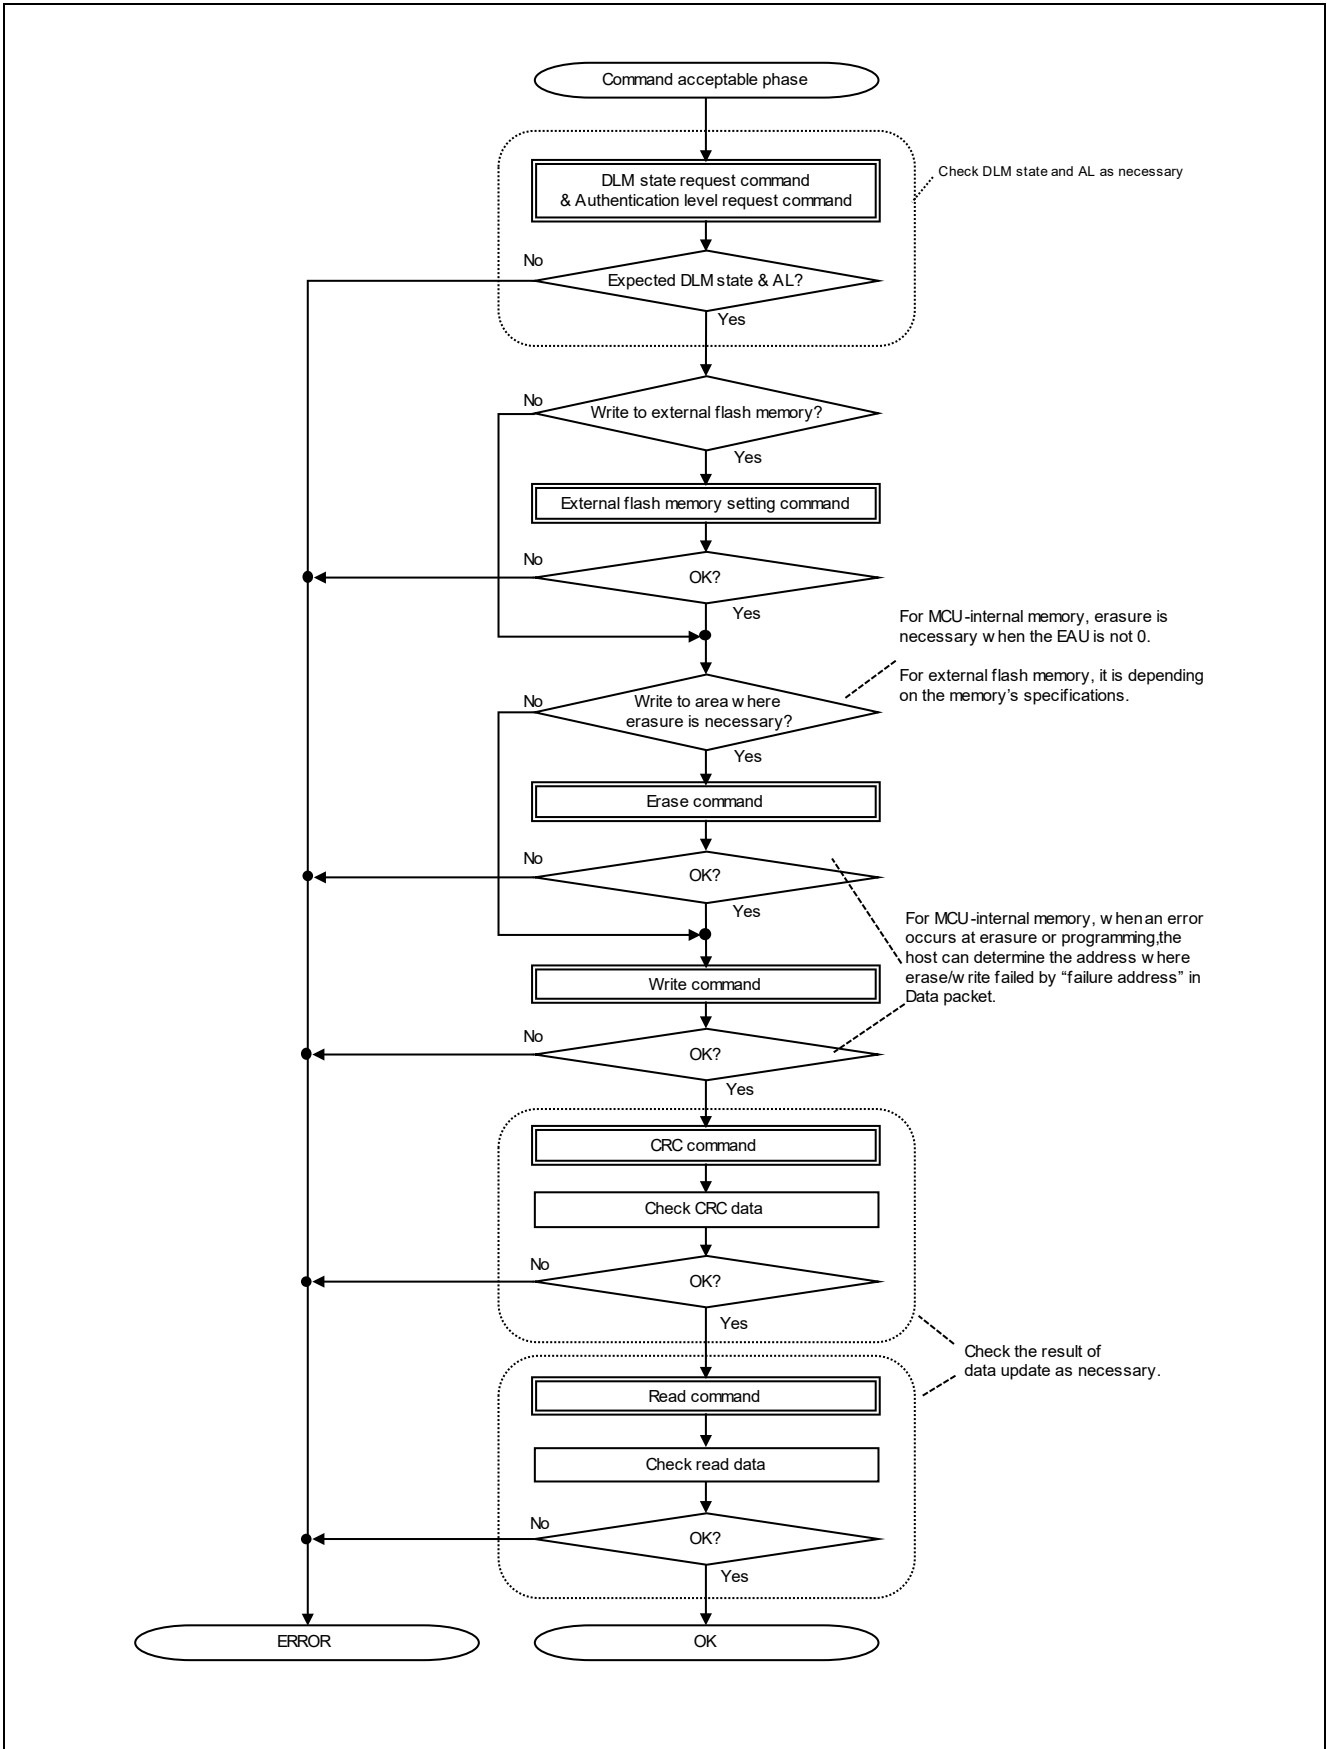 Command acceptable phase
DLM state request command
& Authentication level request command
Check DLM state and AL as necessary
No
Expected DLM state & AL?
Yes
No
Write to external flash memory?
Yes
External flash memory setting command
No
OK?
Yes
For MCU-internal memory, erasure is
necessary when the EAU is not 0.
For external flash memory, it is depending
on the memory's specifications.
No
Write to area where
erasure is necessary?
Yes
Erase command
No
OK?
Yes
For MCU-internal memory, when an error
occurs at erasure or programming,the
host can determine the address where
erase/write failed by “failure address” in
Data packet.
Write command
No
OK?
Yes
CRC command
Check CRC data
No
OK?
Yes
Check the result of
data update as necessary.
Read command
Check read data
No
OK?
Yes
ERROR
OK